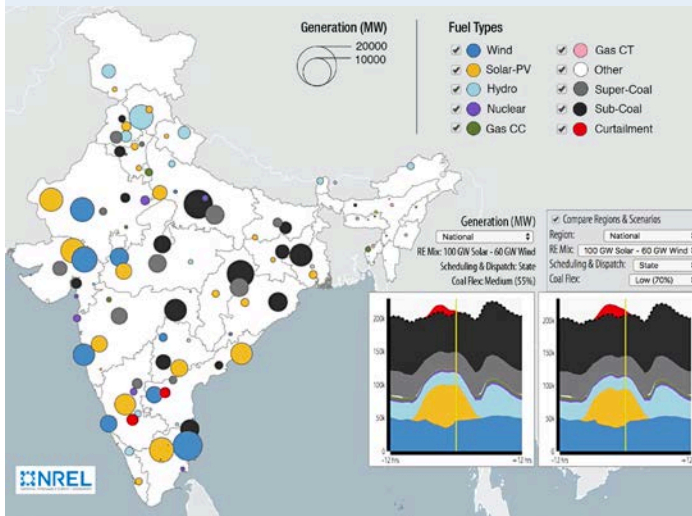 Generation (MW)
20000
10000
Fuel Types
Wind
Solar-PV
Hydro
Nuclear
Gas CC
Gas CT
Other
Super-Coal
Sub-Coal
Curtailment
Generation (MW)
National
RE Mix: 100 GW Solar - 60 GW Wind
Scheduling & Dispatch: State
Coal Flex: Medium (55%)
Compare Regions & Scenarios
Region: National
RE Mix: 100 GW Solar - 60 GW Wind
Scheduling & Dispatch: State
Coal Flex: Low (70%)
200k
150k
100k
50k
0k
-12 hrs
+12 hrs
200k
150k
100k
50k
0k
-12 hrs
+12 hrs
NREL